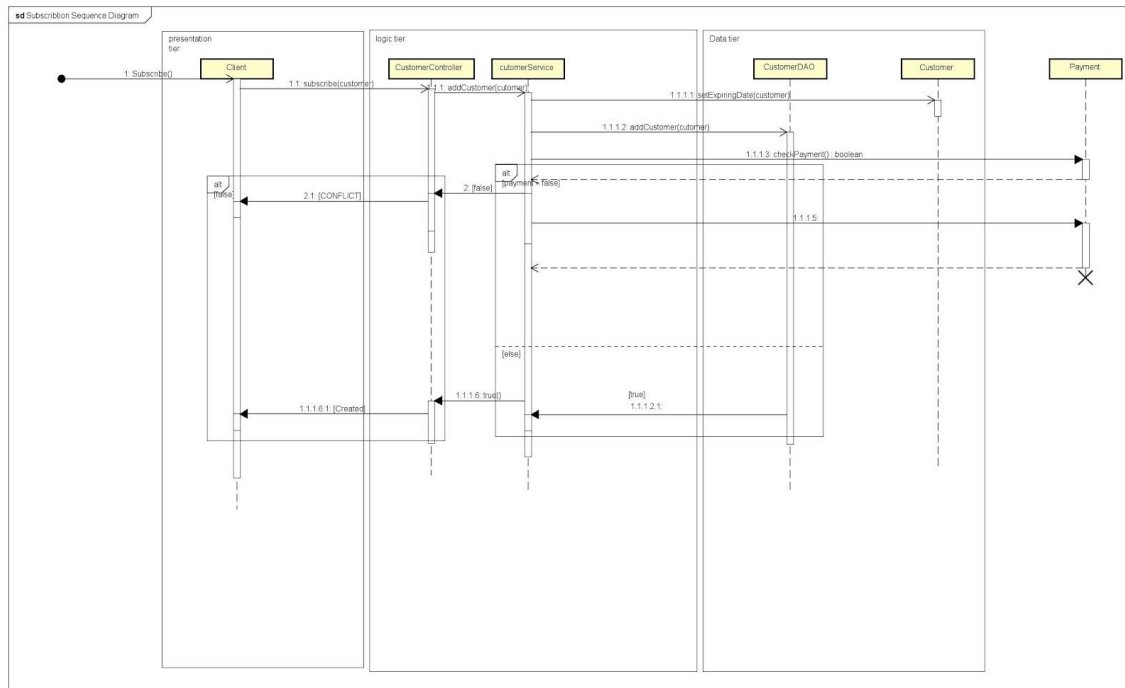 sd Subscribtion Sequence Diagram
presentation
tier
logic tier
Data tier
Client
CustomerController
cutomerService
CustomerDAO
Customer
Payment
1: Subscribe()
1.1: subscribe(customer)
1.1: addCustomer(cutomer)
1.1.1.1: setExpiringDate(customer)
1.1.1.2: addCustomer(cutomer)
1.1.1.3: checkPayment() : boolean
alt
[payment = false]
alt
[false]
2: [false]
2.1: [CONFLICT]
1.1.1.5:
[else]
1.1.1.6: true()
[true]
1.1.1.2.1:
1.1.1.6.1: [Created]